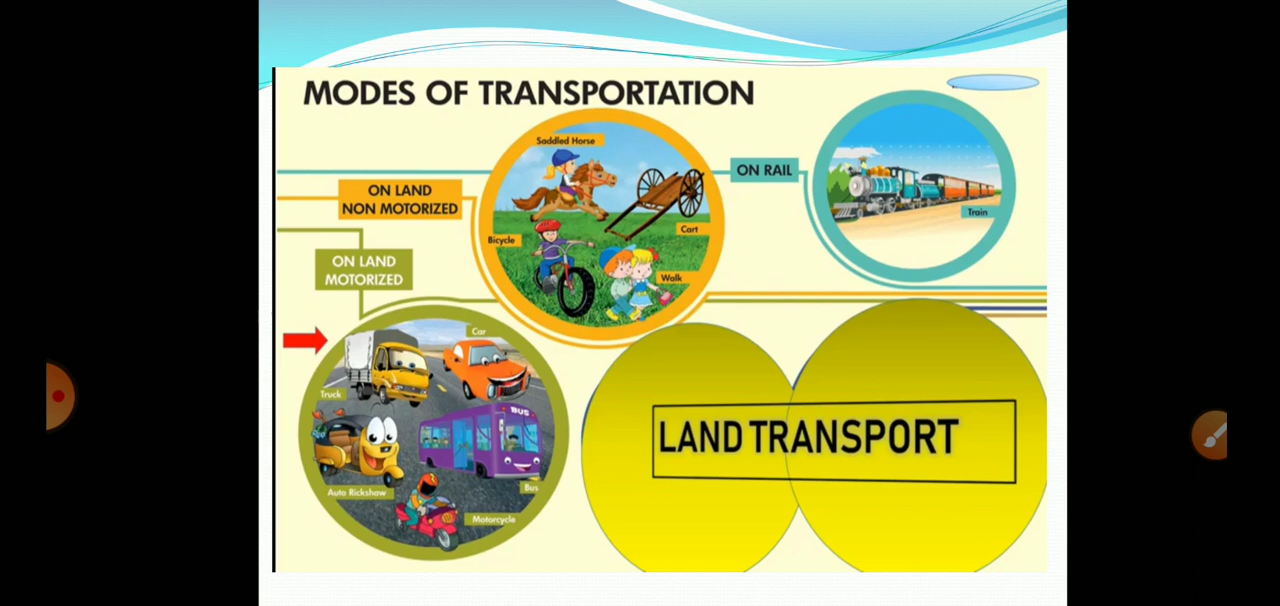 MODES OF TRANSPORTATION
Saddled Horse
ON RAIL
ON LAND
NON MOTORIZED
Train
Cart
Bicycle
ON LAND
MOTORIZED
Walk
Car
Truck
BUS
Bus
Auto Rickshaw
Motorcycle
LAND TRANSPORT